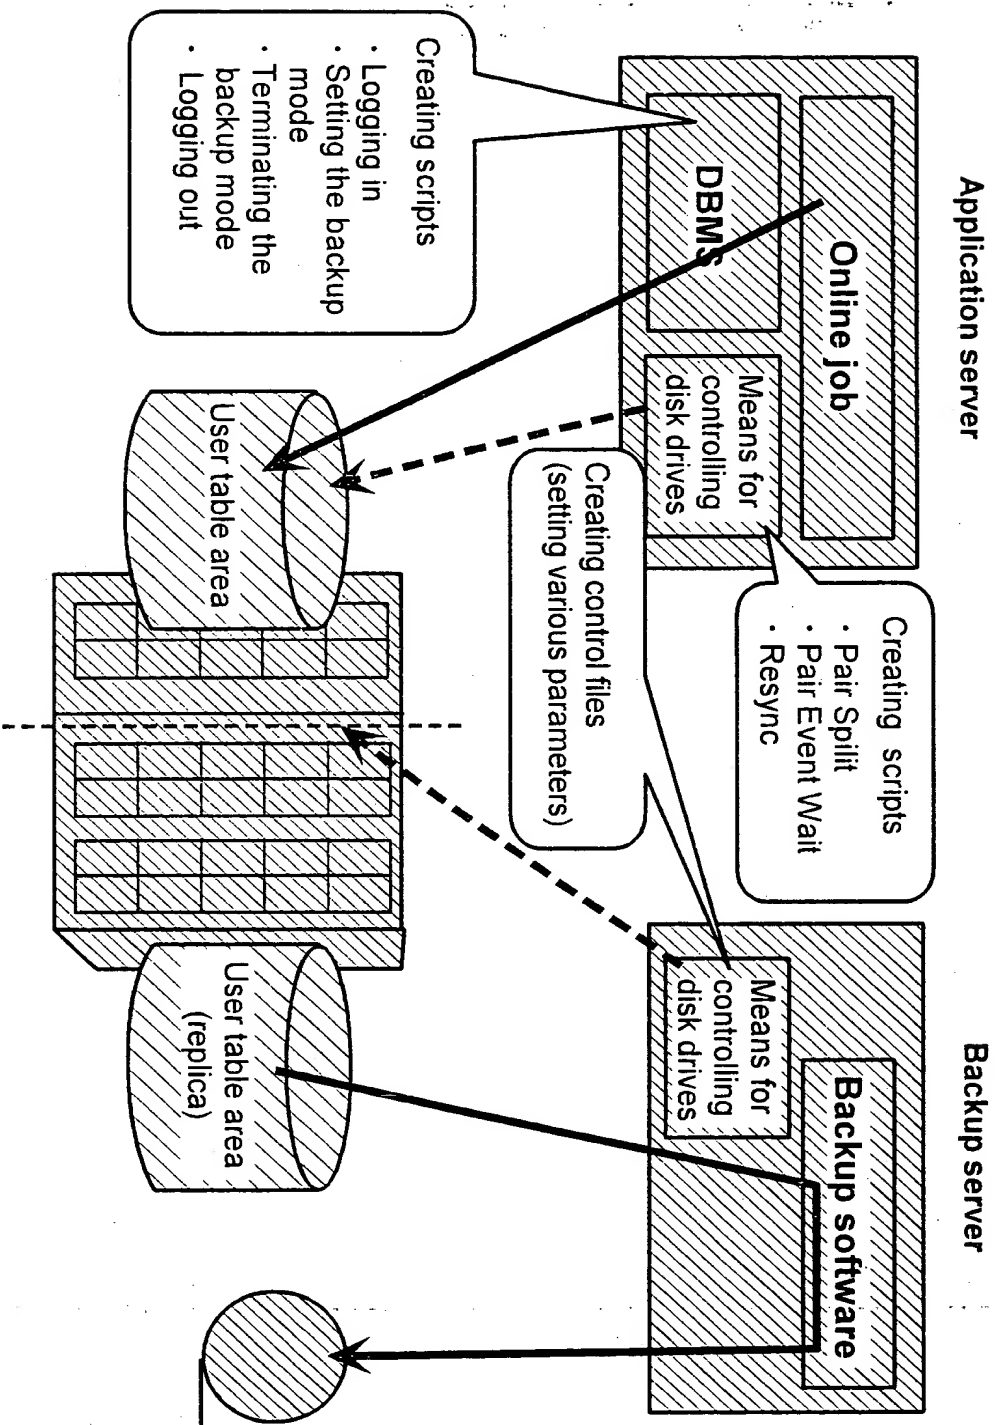 Application server
Backup server
Online job
DBMS
Means for
controlling
disk drives
Creating scripts
• Logging in
• Setting the backup
mode
• Terminating the
backup mode
• Logging out
Creating scripts
• Pair Spilit
• Pair Event Wait
• Resync
Creating control files
(setting various parameters)
Backup software
Means for
controlling
disk drives
User table area
User table area
(replica)